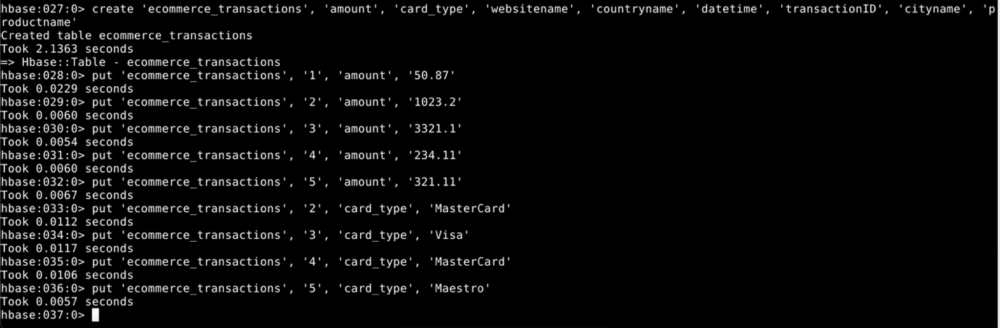 hbase:027:0> create 'ecommerce_transactions', 'amount', 'card_type', 'websitename', 'countryname', 'datetime', 'transactionID', 'cityname', 'p
roductname'
Created table ecommerce_transactions
Took 2.1363 seconds
=> Hbase::Table - ecommerce_transactions
hbase:028:0> put 'ecommerce_transactions', '1', 'amount', '50.87'
Took 0.0229 seconds
hbase:029:0> put 'ecommerce_transactions', '2', 'amount', '1023.2'
Took 0.0060 seconds
hbase:030:0> put 'ecommerce_transactions', '3', 'amount', '3321.1'
Took 0.0054 seconds
hbase:031:0> put 'ecommerce_transactions', '4', 'amount', '234.11'
Took 0.0060 seconds
hbase:032:0> put 'ecommerce_transactions', '5', 'amount', '321.11'
Took 0.0067 seconds
hbase:033:0> put 'ecommerce_transactions', '2', 'card_type', 'MasterCard'
Took 0.0112 seconds
hbase:034:0> put 'ecommerce_transactions', '3', 'card_type', 'Visa'
Took 0.0117 seconds
hbase:035:0> put 'ecommerce_transactions', '4', 'card_type', 'MasterCard'
Took 0.0106 seconds
hbase:036:0> put 'ecommerce_transactions', '5', 'card_type', 'Maestro'
Took 0.0057 seconds
hbase:037:0>